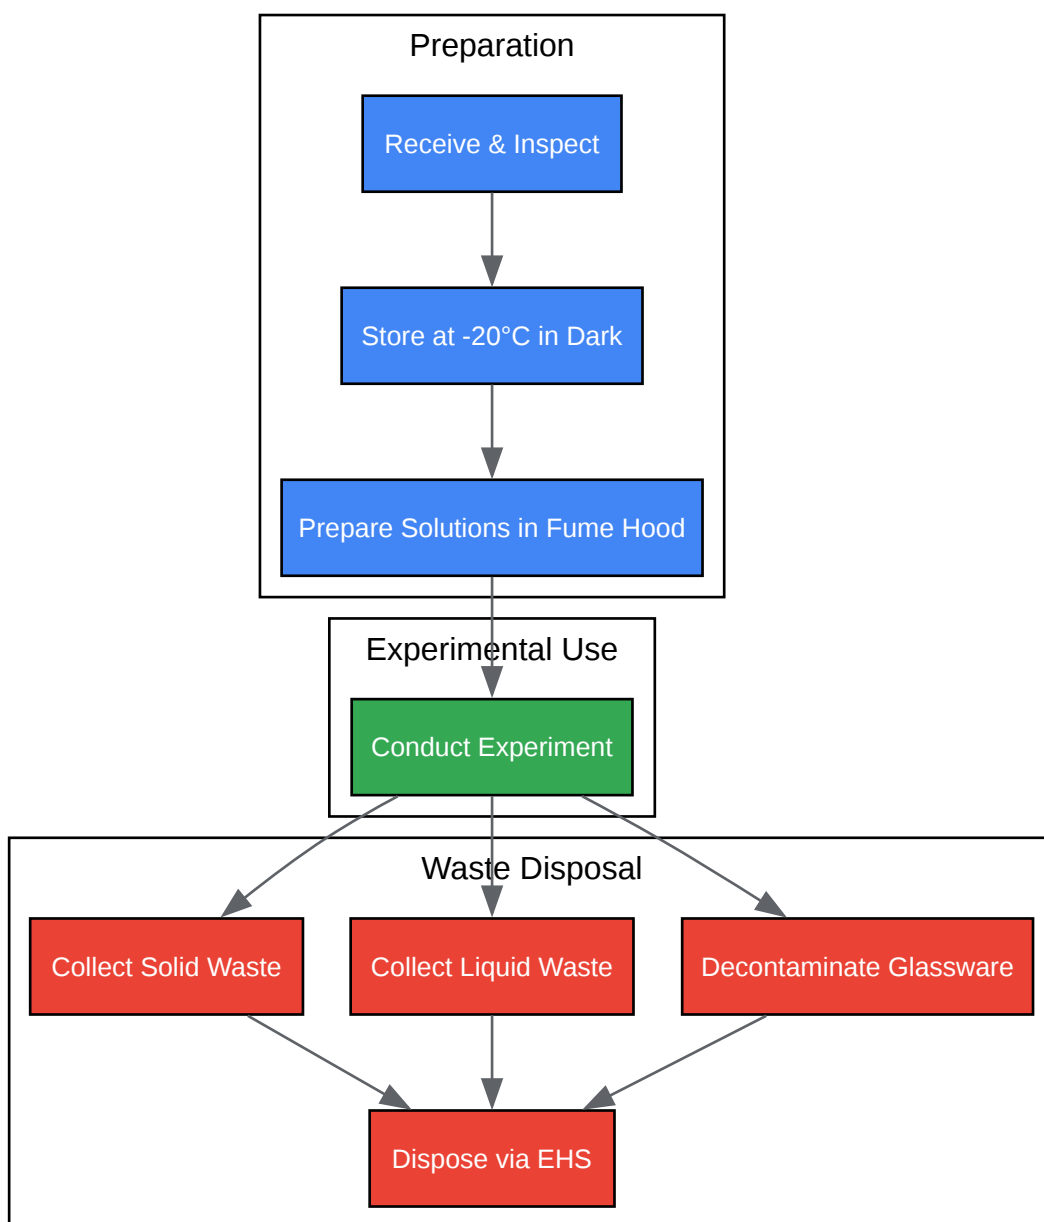 Preparation
Receive & Inspect
Store at -20°C in Dark
Prepare Solutions in Fume Hood
Experimental Use
Conduct Experiment
Waste Disposal
Collect Solid Waste
Collect Liquid Waste
Decontaminate Glassware
Dispose via EHS